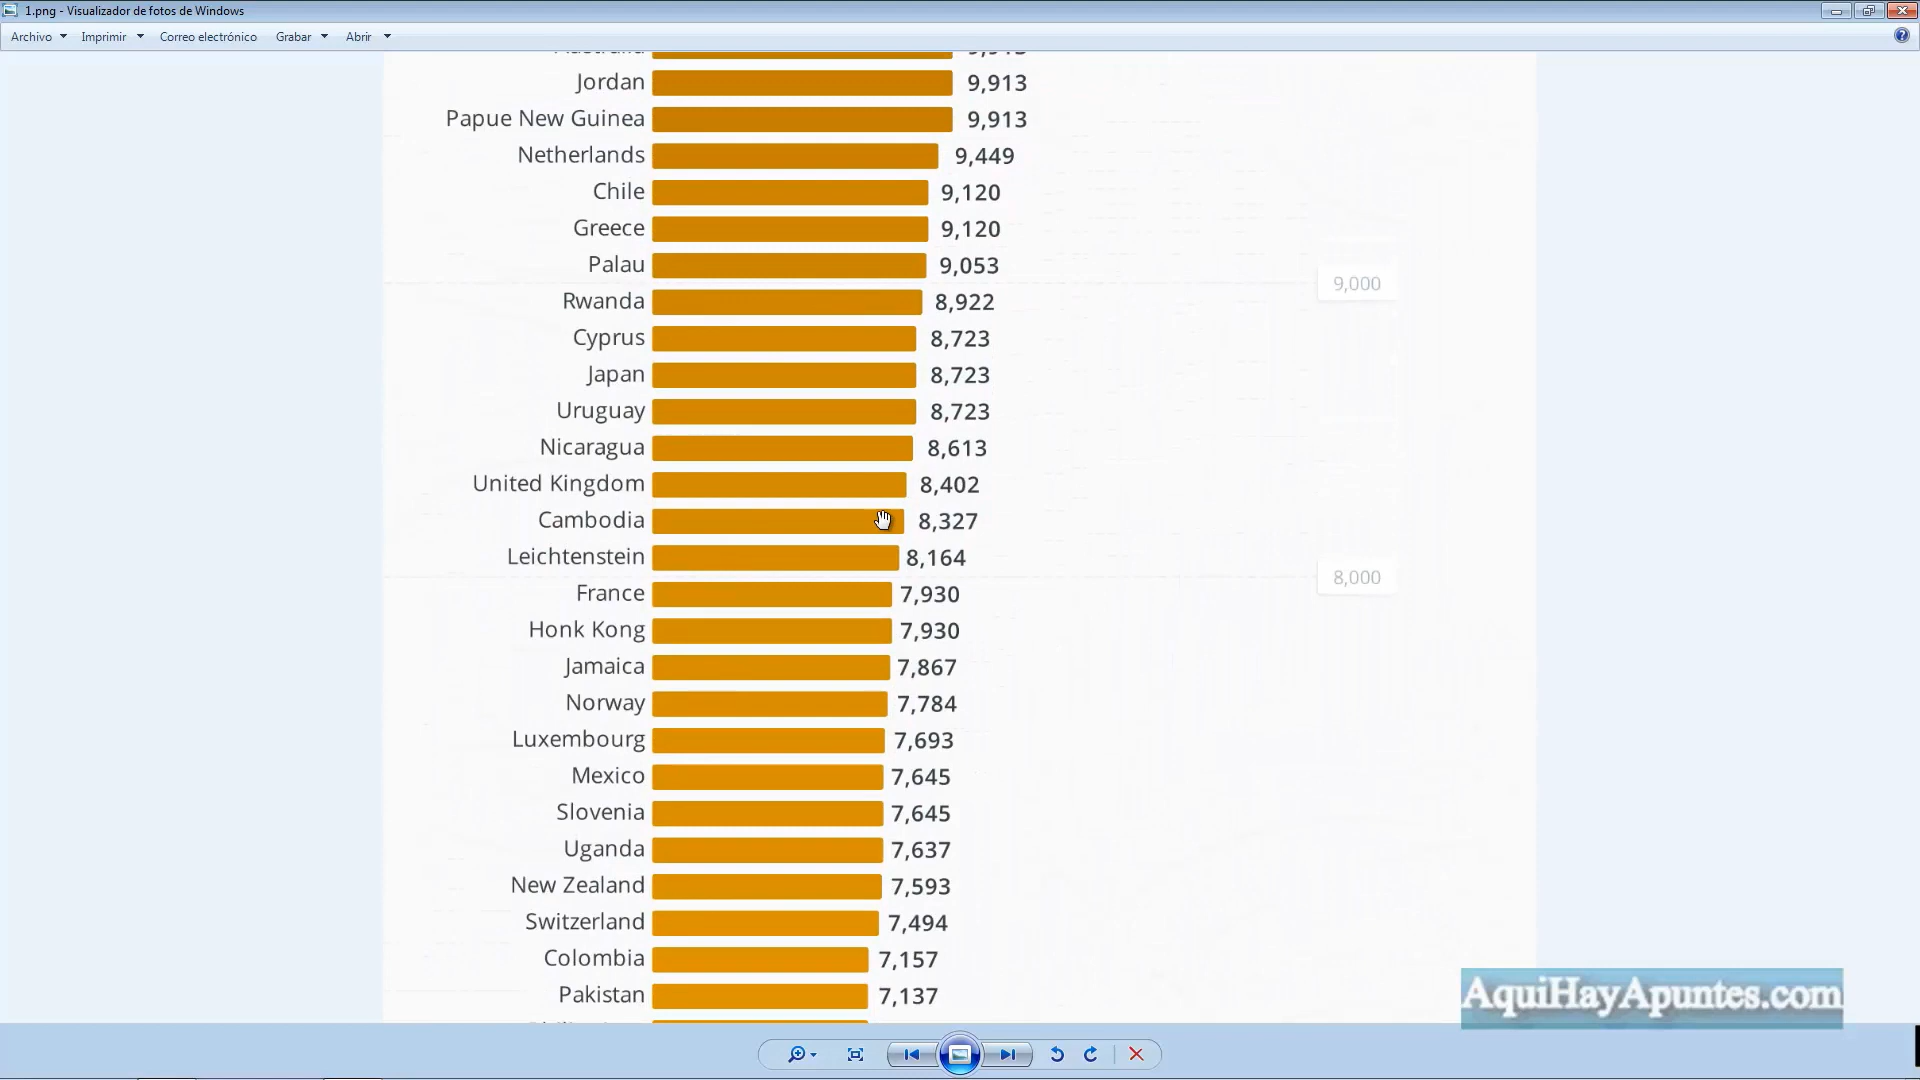 1.png - Visualizador de fotos de Windows
Archivo Imprimir Correo electrónico Grabar Abrir
Jordan 9,913
Papue New Guinea 9,913
Netherlands 9,449
Chile 9,120
Greece 9,120
Palau 9,053
9,000
Rwanda 8,922
Cyprus 8,723
Japan 8,723
Uruguay 8,723
Nicaragua 8,613
United Kingdom 8,402
Cambodia 8,327
Leichtenstein 8,164
8,000
France 7,930
Honk Kong 7,930
Jamaica 7,867
Norway 7,784
Luxembourg 7,693
Mexico 7,645
Slovenia 7,645
Uganda 7,637
New Zealand 7,593
Switzerland 7,494
Colombia 7,157
Pakistan 7,137
AquiHayApuntes.com